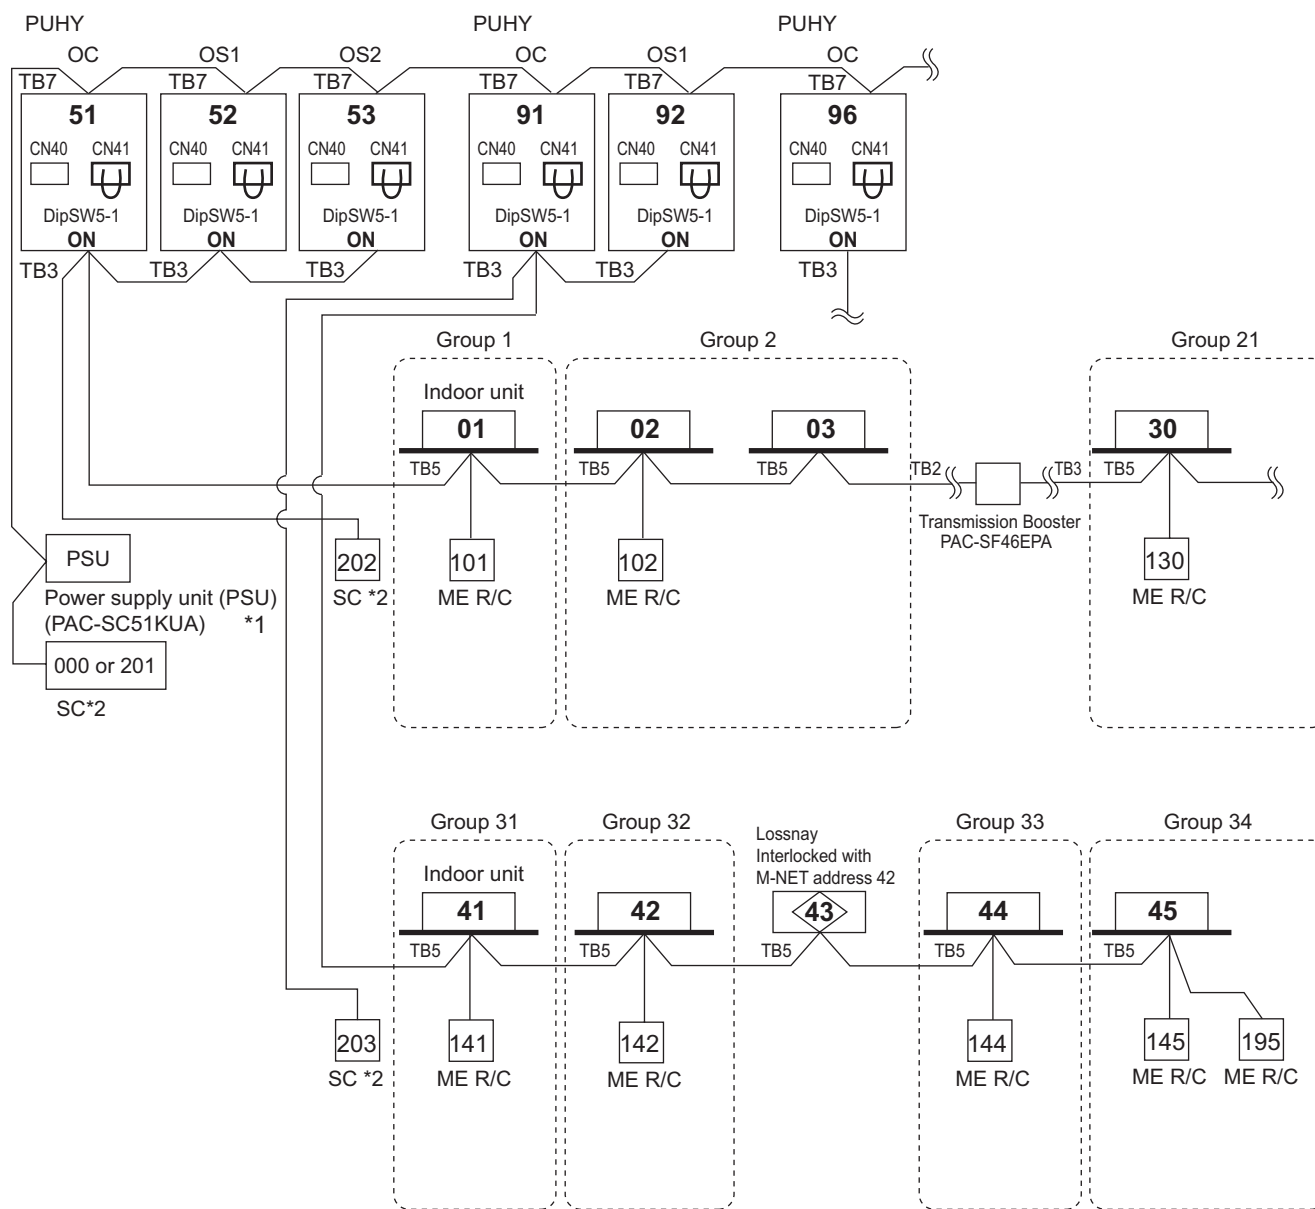 PUHY PUHY PUHY
OC OS1 OS2 OC OS1 OC
TB7 TB7 TB7 TB7 TB7 TB7
51 52 53 91 92 96
CN40 CN41 CN40 CN41 CN40 CN41 CN40 CN41 CN40 CN41 CN40 CN41
DipSW5-1 DipSW5-1 DipSW5-1 DipSW5-1 DipSW5-1 DipSW5-1
ON ON ON ON ON ON
TB3 TB3 TB3 TB3 TB3 TB3
Group 1 Group 2 Group 21
Indoor unit
01 02 03 30
TB5 TB5 TB5 TB2 TB3 TB5
Transmission Booster
PAC-SF46EPA
PSU
202 101 102 130
SC *2 ME R/C ME R/C ME R/C
Power supply unit (PSU)
(PAC-SC51KUA) *1
000 or 201
SC*2
Group 31 Group 32 Group 33 Group 34
Lossnay
Interlocked with
M-NET address 42
Indoor unit
41 42 43 44 45
TB5 TB5 TB5 TB5 TB5
203 141 142 144 145 195
SC *2 ME R/C ME R/C ME R/C ME R/C ME R/C